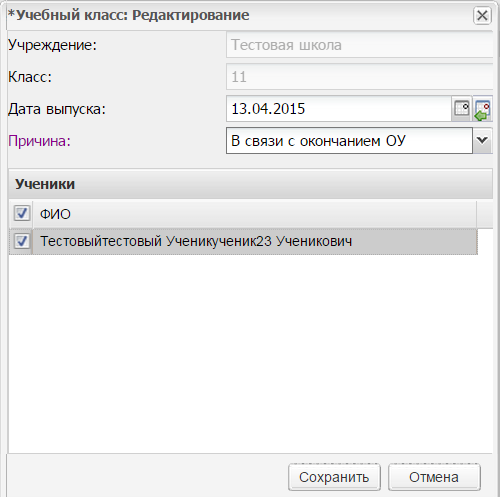 *Учебный класс: Редактирование
Учреждение: Тестовая школа
Класс: 11
Дата выпуска: 13.04.2015
Причина: В связи с окончанием ОУ
Ученики
ФИО
Тестовыйтестовый Ученикученик23 Ученикович
Сохранить Отмена